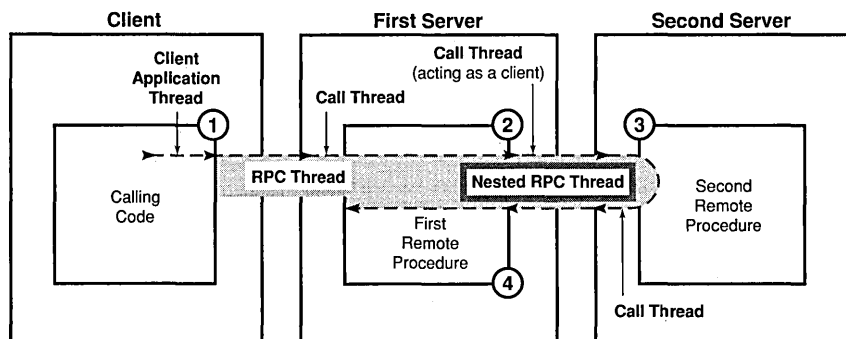 Client
First Server
Second Server
Client
Application
Thread
Call Thread
Call Thread
(acting as a client)
1
2
3
RPC Thread
Nested RPC Thread
Calling
Code
First
Remote
Procedure
Second
Remote
Procedure
4
Call Thread